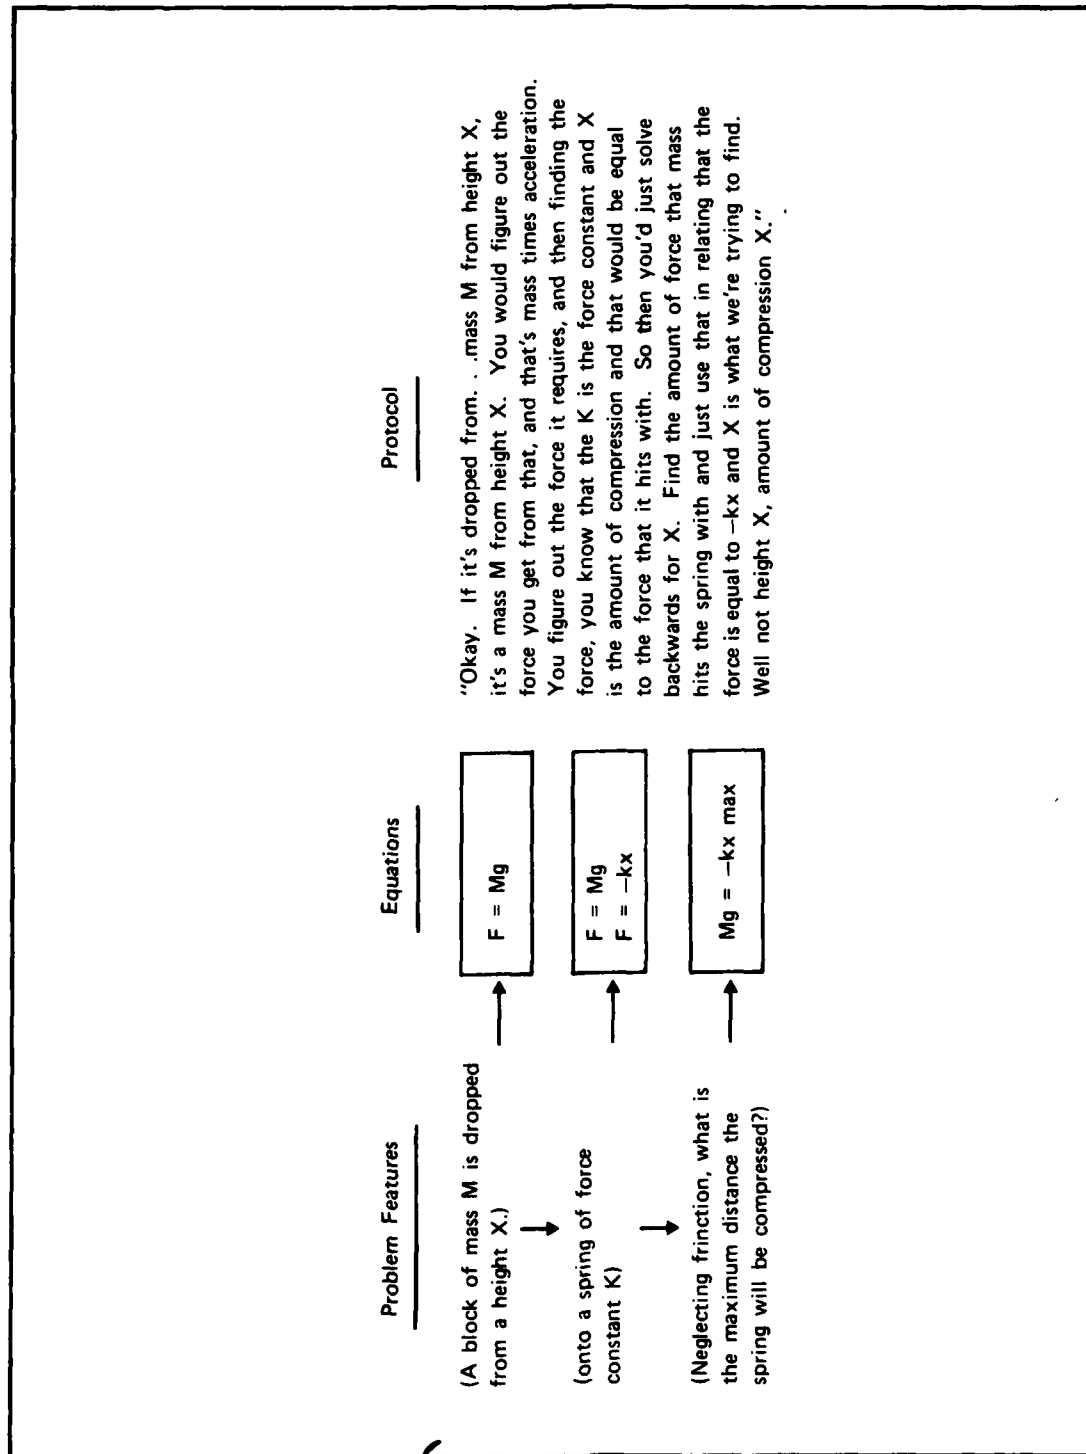 Problem Features
(A block of mass M is dropped
from a height X.)
(onto a spring of force
constant K)
(Neglecting frinction, what is
the maximum distance the
spring will be compressed?)
Equations
F = Mg
F = Mg
F = −kx
Mg = −kx max
Protocol
"Okay. If it's dropped from. . .mass M from height X,
it's a mass M from height X. You would figure out the
force you get from that, and that's mass times acceleration.
You figure out the force it requires, and then finding the
force, you know that the K is the force constant and X
is the amount of compression and that would be equal
to the force that it hits with. So then you'd just solve
backwards for X. Find the amount of force that mass
hits the spring with and just use that in relating that the
force is equal to −kx and X is what we're trying to find.
Well not height X, amount of compression X."